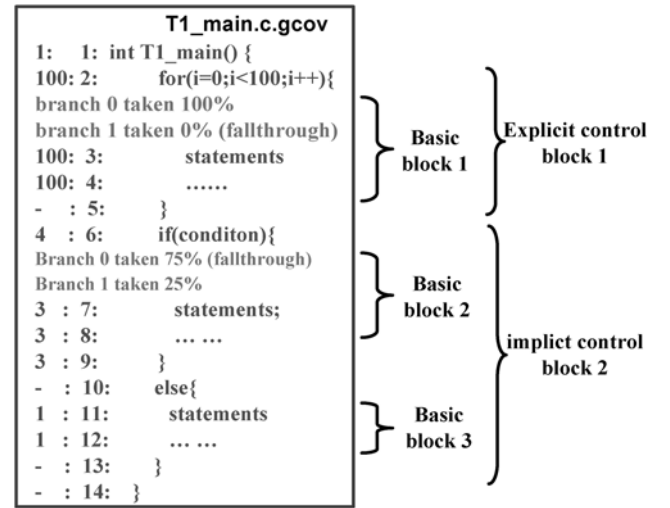 T1_main.c.gcov
1: 1: int T1_main() {
100: 2: for(i=0;i<100;i++){
branch 0 taken 100%
branch 1 taken 0% (fallthrough)
100: 3: statements
100: 4: ......
- : 5: }
4 : 6: if(conditon){
Branch 0 taken 75% (fallthrough)
Branch 1 taken 25%
3 : 7: statements;
3 : 8: ... ...
3 : 9: }
- : 10: else{
1 : 11: statements
1 : 12: ... ...
- : 13: }
- : 14: }
Basic
block 1
Explicit control
block 1
Basic
block 2
implict control
block 2
Basic
block 3